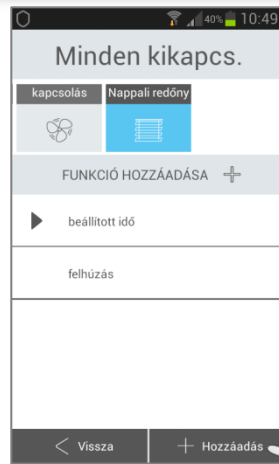 40% 10:49
Minden kikapcs.
kapcsolás Nappali redőny
FUNKCIÓ HOZZÁADÁSA
beállított idő
felhúzás
Vissza Hozzáadás